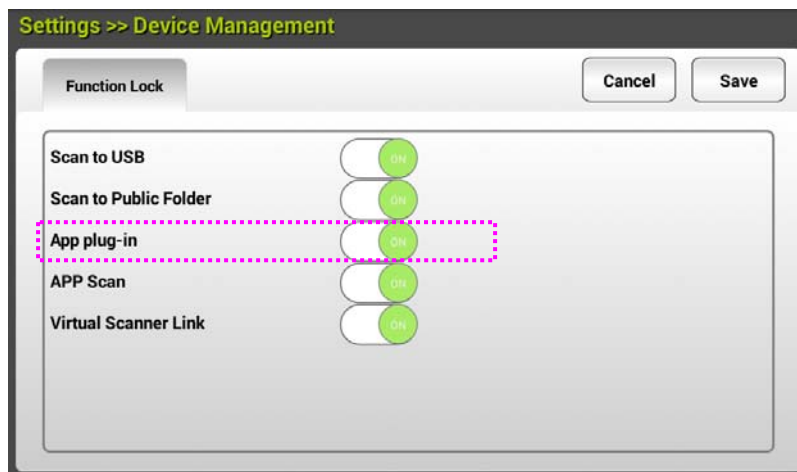 Settings >> Device Management
Function Lock
Cancel
Save
Scan to USB
ON
Scan to Public Folder
ON
App plug-in
ON
APP Scan
ON
Virtual Scanner Link
ON